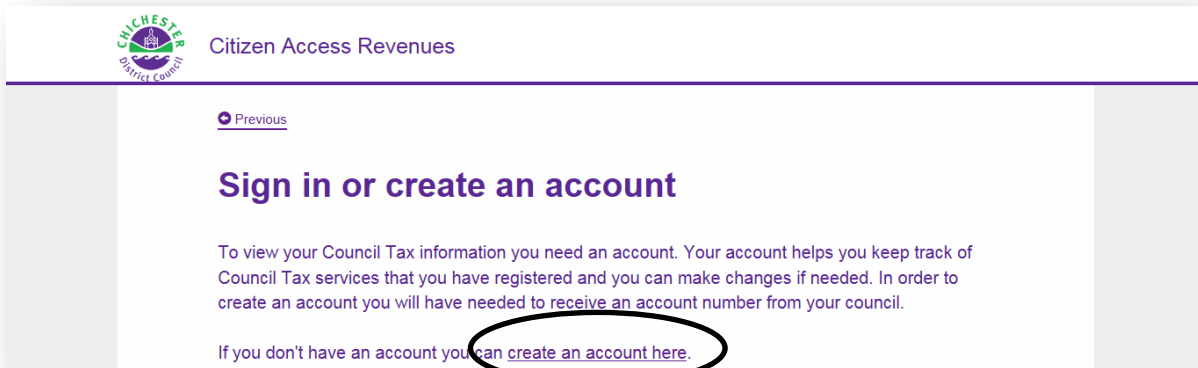 CHICHESTER
District Council
Citizen Access Revenues
Previous
Sign in or create an account
To view your Council Tax information you need an account. Your account helps you keep track of
Council Tax services that you have registered and you can make changes if needed. In order to
create an account you will have needed to receive an account number from your council.
If you don't have an account you can create an account here.